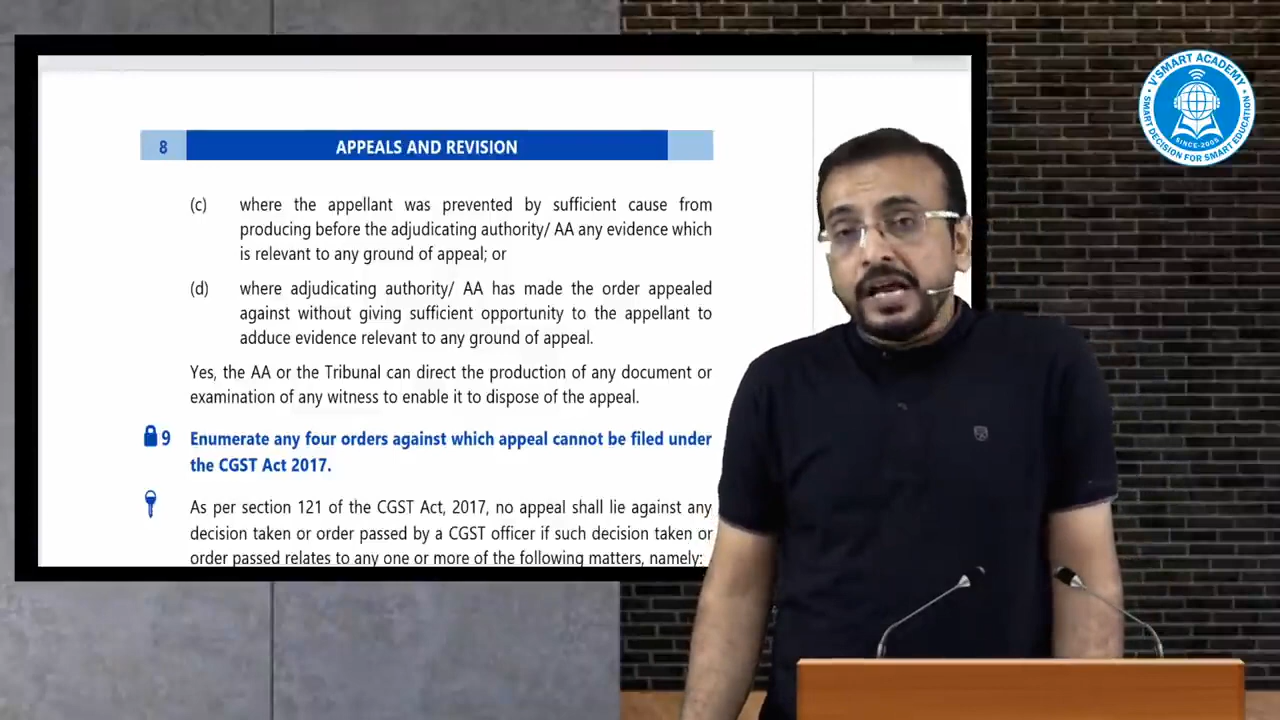 8 APPEALS AND REVISION
(c) where the appellant was prevented by sufficient cause from
producing before the adjudicating authority/ AA any evidence which
is relevant to any ground of appeal; or
(d) where adjudicating authority/ AA has made the order appealed
against without giving sufficient opportunity to the appellant to
adduce evidence relevant to any ground of appeal.
Yes, the AA or the Tribunal can direct the production of any document or
examination of any witness to enable it to dispose of the appeal.
9 Enumerate any four orders against which appeal cannot be filed under
the CGST Act 2017.
As per section 121 of the CGST Act, 2017, no appeal shall lie against any
decision taken or order passed by a CGST officer if such decision taken or
order passed relates to any one or more of the following matters, namely:
V'SMART ACADEMY
SINCE-2005
SMART DECISION FOR SMART EDUCATION